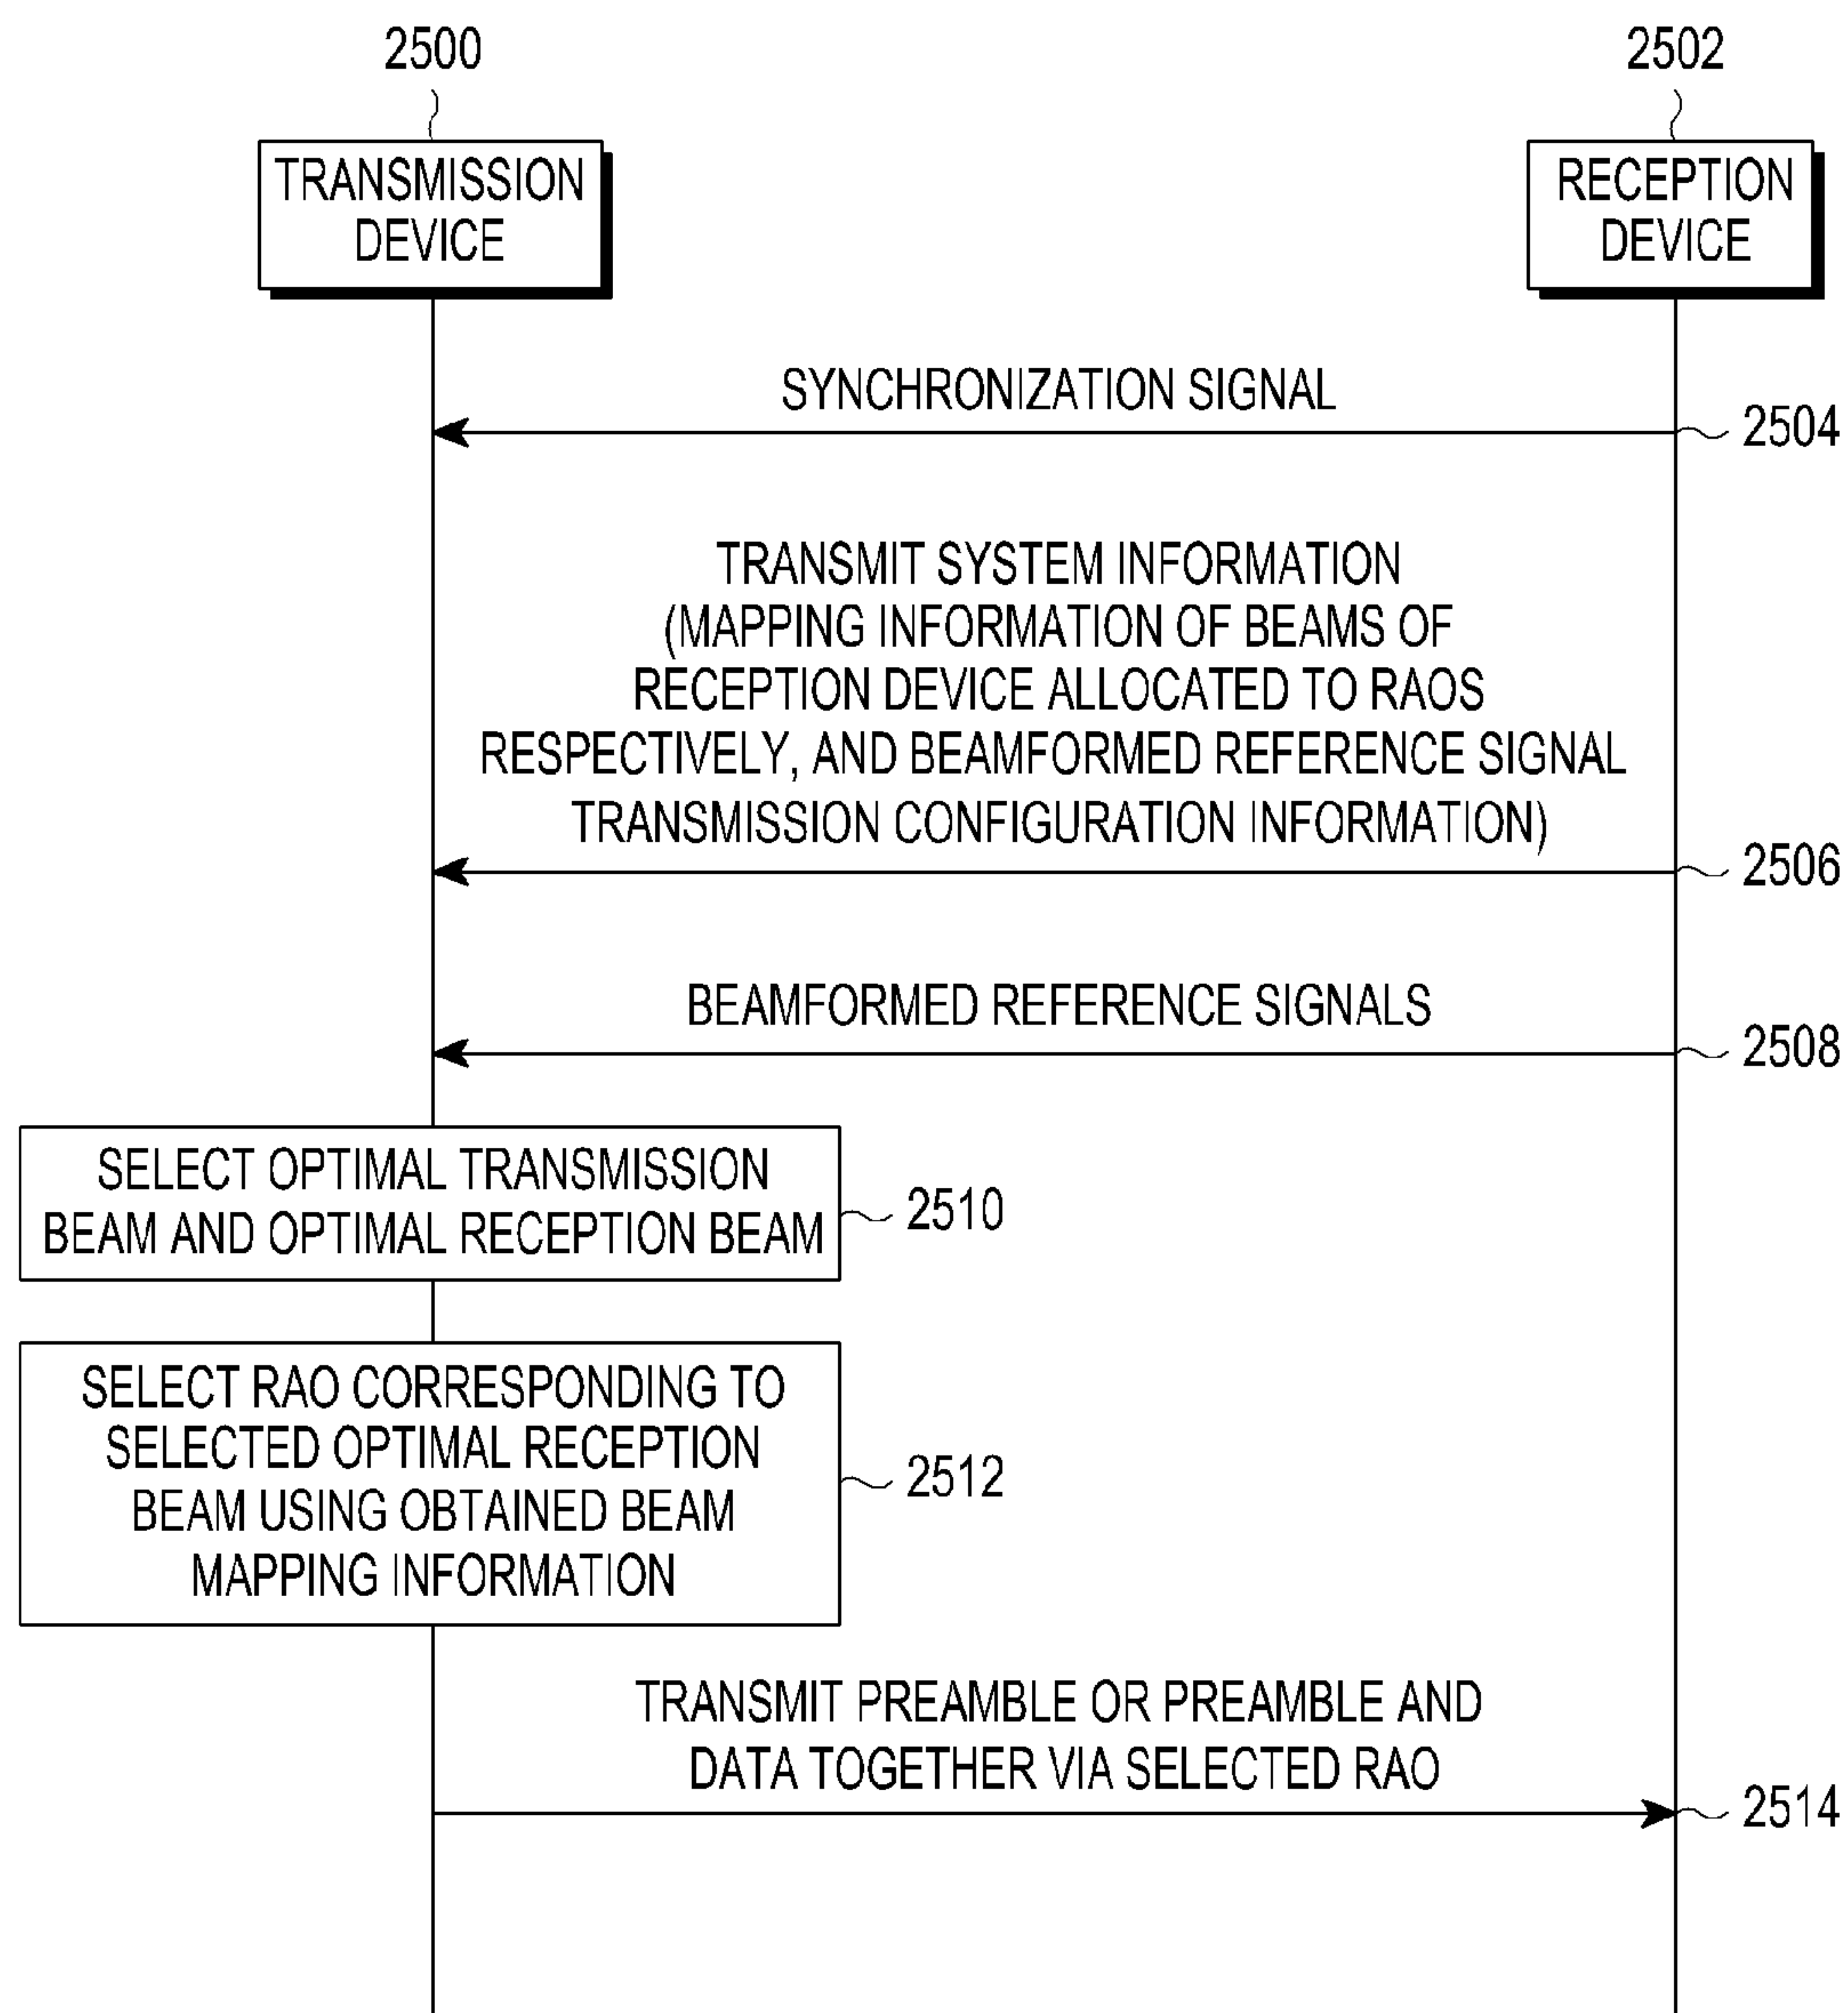 2500
2502
TRANSMISSION
DEVICE
RECEPTION
DEVICE
SYNCHRONIZATION SIGNAL
2504
TRANSMIT SYSTEM INFORMATION
(MAPPING INFORMATION OF BEAMS OF
RECEPTION DEVICE ALLOCATED TO RAOS
RESPECTIVELY, AND BEAMFORMED REFERENCE SIGNAL
TRANSMISSION CONFIGURATION INFORMATION)
2506
BEAMFORMED REFERENCE SIGNALS
2508
SELECT OPTIMAL TRANSMISSION
BEAM AND OPTIMAL RECEPTION BEAM
2510
SELECT RAO CORRESPONDING TO
SELECTED OPTIMAL RECEPTION
BEAM USING OBTAINED BEAM
MAPPING INFORMATION
2512
TRANSMIT PREAMBLE OR PREAMBLE AND
DATA TOGETHER VIA SELECTED RAO
2514